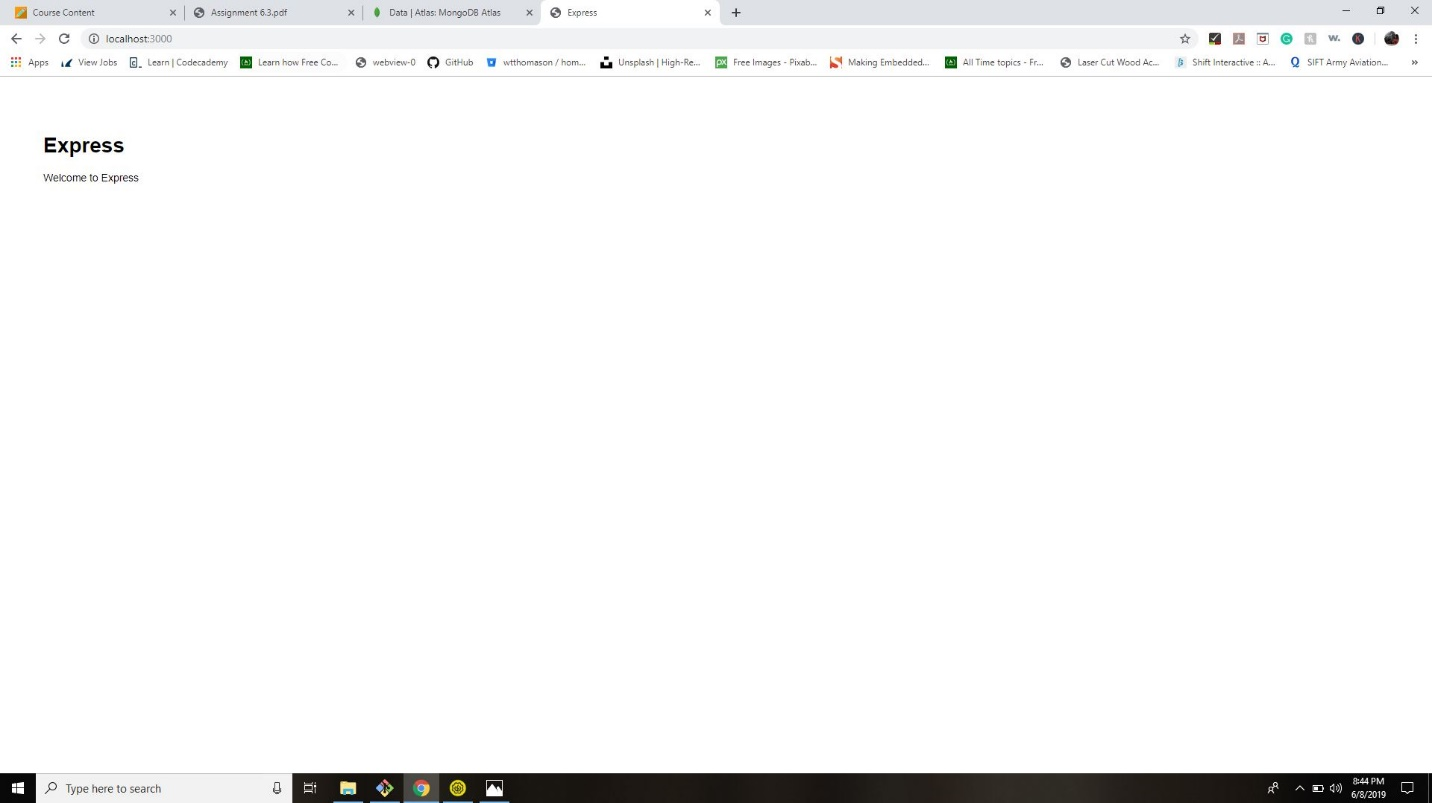 Course Content Assignment 6.3.pdf Data | Atlas: MongoDB Atlas Express
localhost:3000
Apps View Jobs Learn | Codecademy Learn how Free Co... webview-0 GitHub wtthomason / hom... Unsplash | High-Re... Free Images - Pixab... Making Embedded... All Time topics - Fr... Laser Cut Wood Ac... Shift Interactive :: A... SIFT Army Aviation... »
Express
Welcome to Express
Type here to search
8:44 PM
6/8/2019